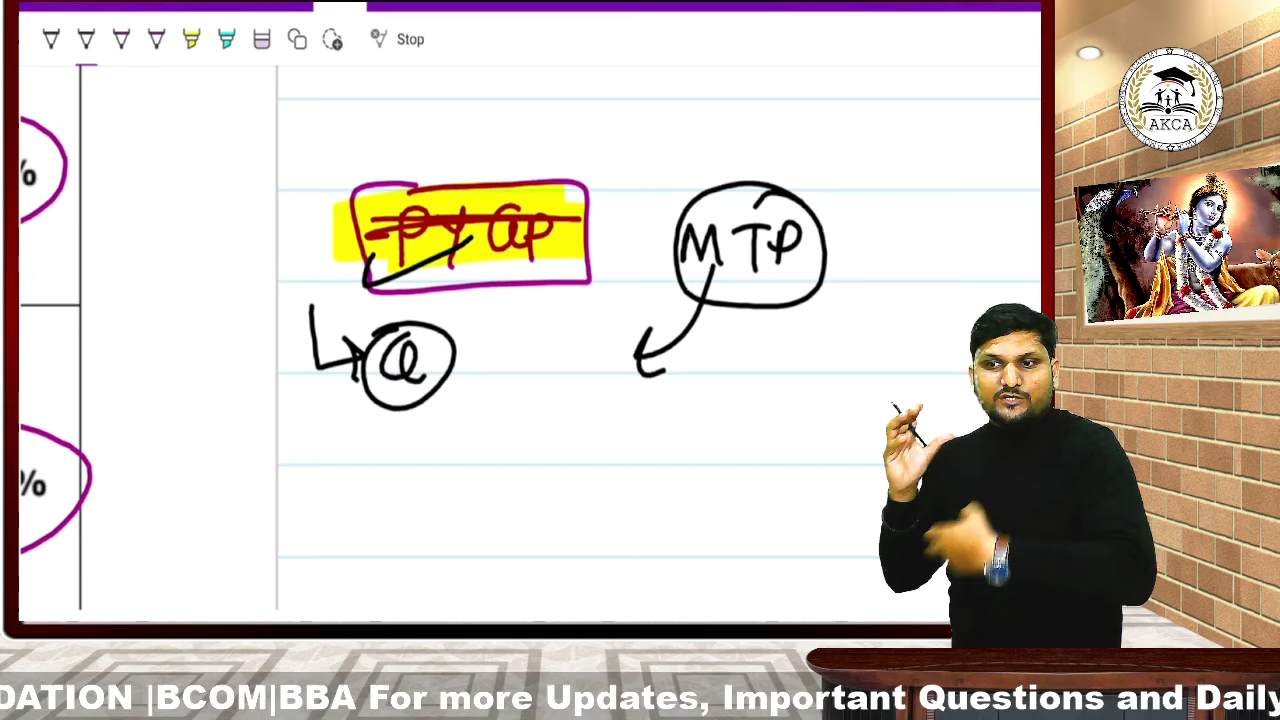 Stop
AKCA
%
PYQP
MTP
Q
%
DATION |BCOM|BBA For more Updates, Important Questions and Daily